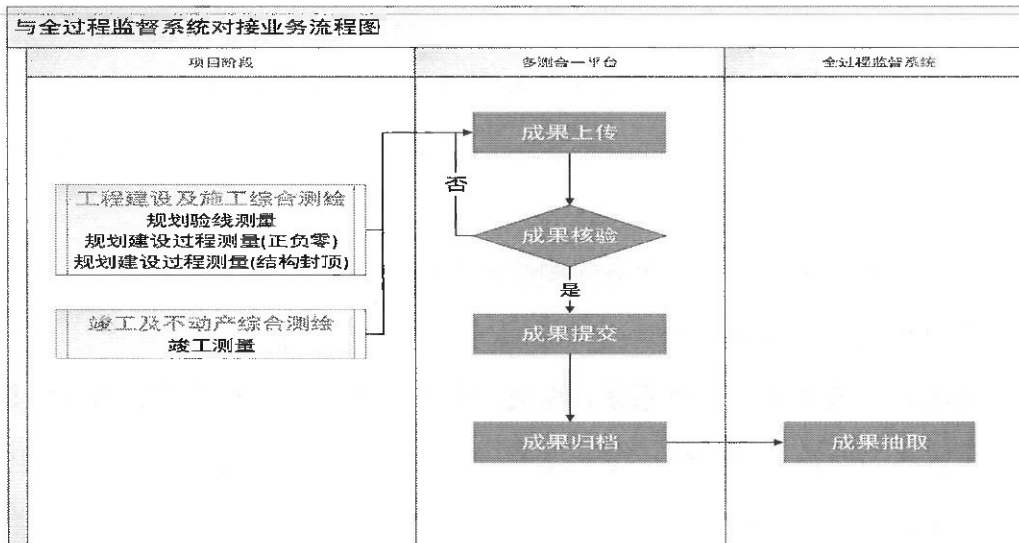 与全过程监督系统对接业务流程图
项目阶段
多测合一平台
全过程监督系统
工程建设及施工综合测绘
规划验线测量
规划建设过程测量(正负零)
规划建设过程测量(结构封顶)
竣工及不动产综合测绘
竣工测量
成果上传
否
成果核验
是
成果提交
成果归档
成果抽取